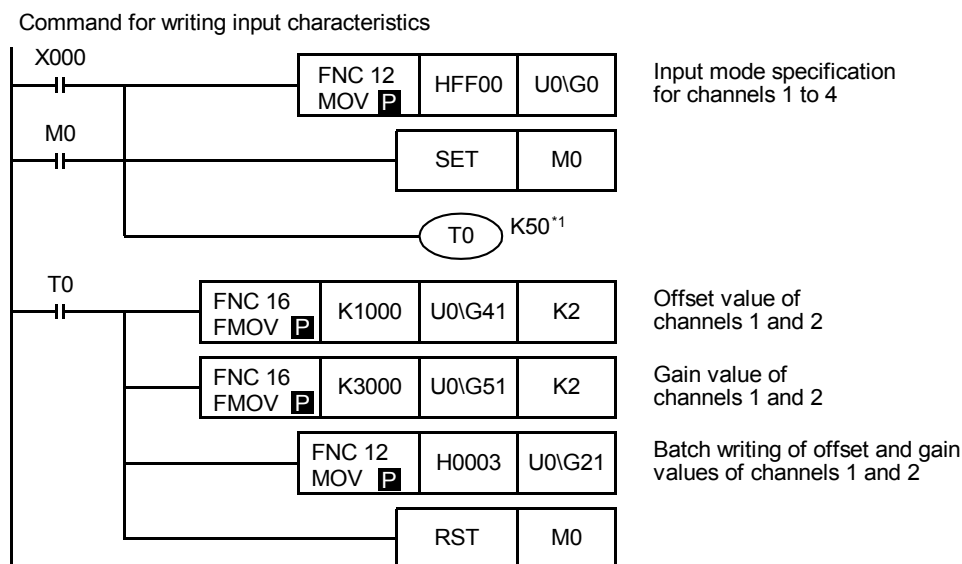 Command for writing input characteristics
X000
FNC 12
MOV P
HFF00
U0\G0
Input mode specification
for channels 1 to 4
M0
SET
M0
T0
K50*1
T0
FNC 16
FMOV P
K1000
U0\G41
K2
Offset value of
channels 1 and 2
FNC 16
FMOV P
K3000
U0\G51
K2
Gain value of
channels 1 and 2
FNC 12
MOV P
H0003
U0\G21
Batch writing of offset and gain
values of channels 1 and 2
RST
M0